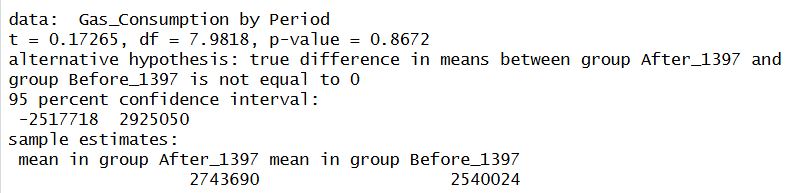 data:  Gas_Consumption by Period
t = 0.17265, df = 7.9818, p-value = 0.8672
alternative hypothesis: true difference in means between group After_1397 and
group Before_1397 is not equal to 0
95 percent confidence interval:
 -2517718  2925050
sample estimates:
 mean in group After_1397 mean in group Before_1397
                  2743690                   2540024